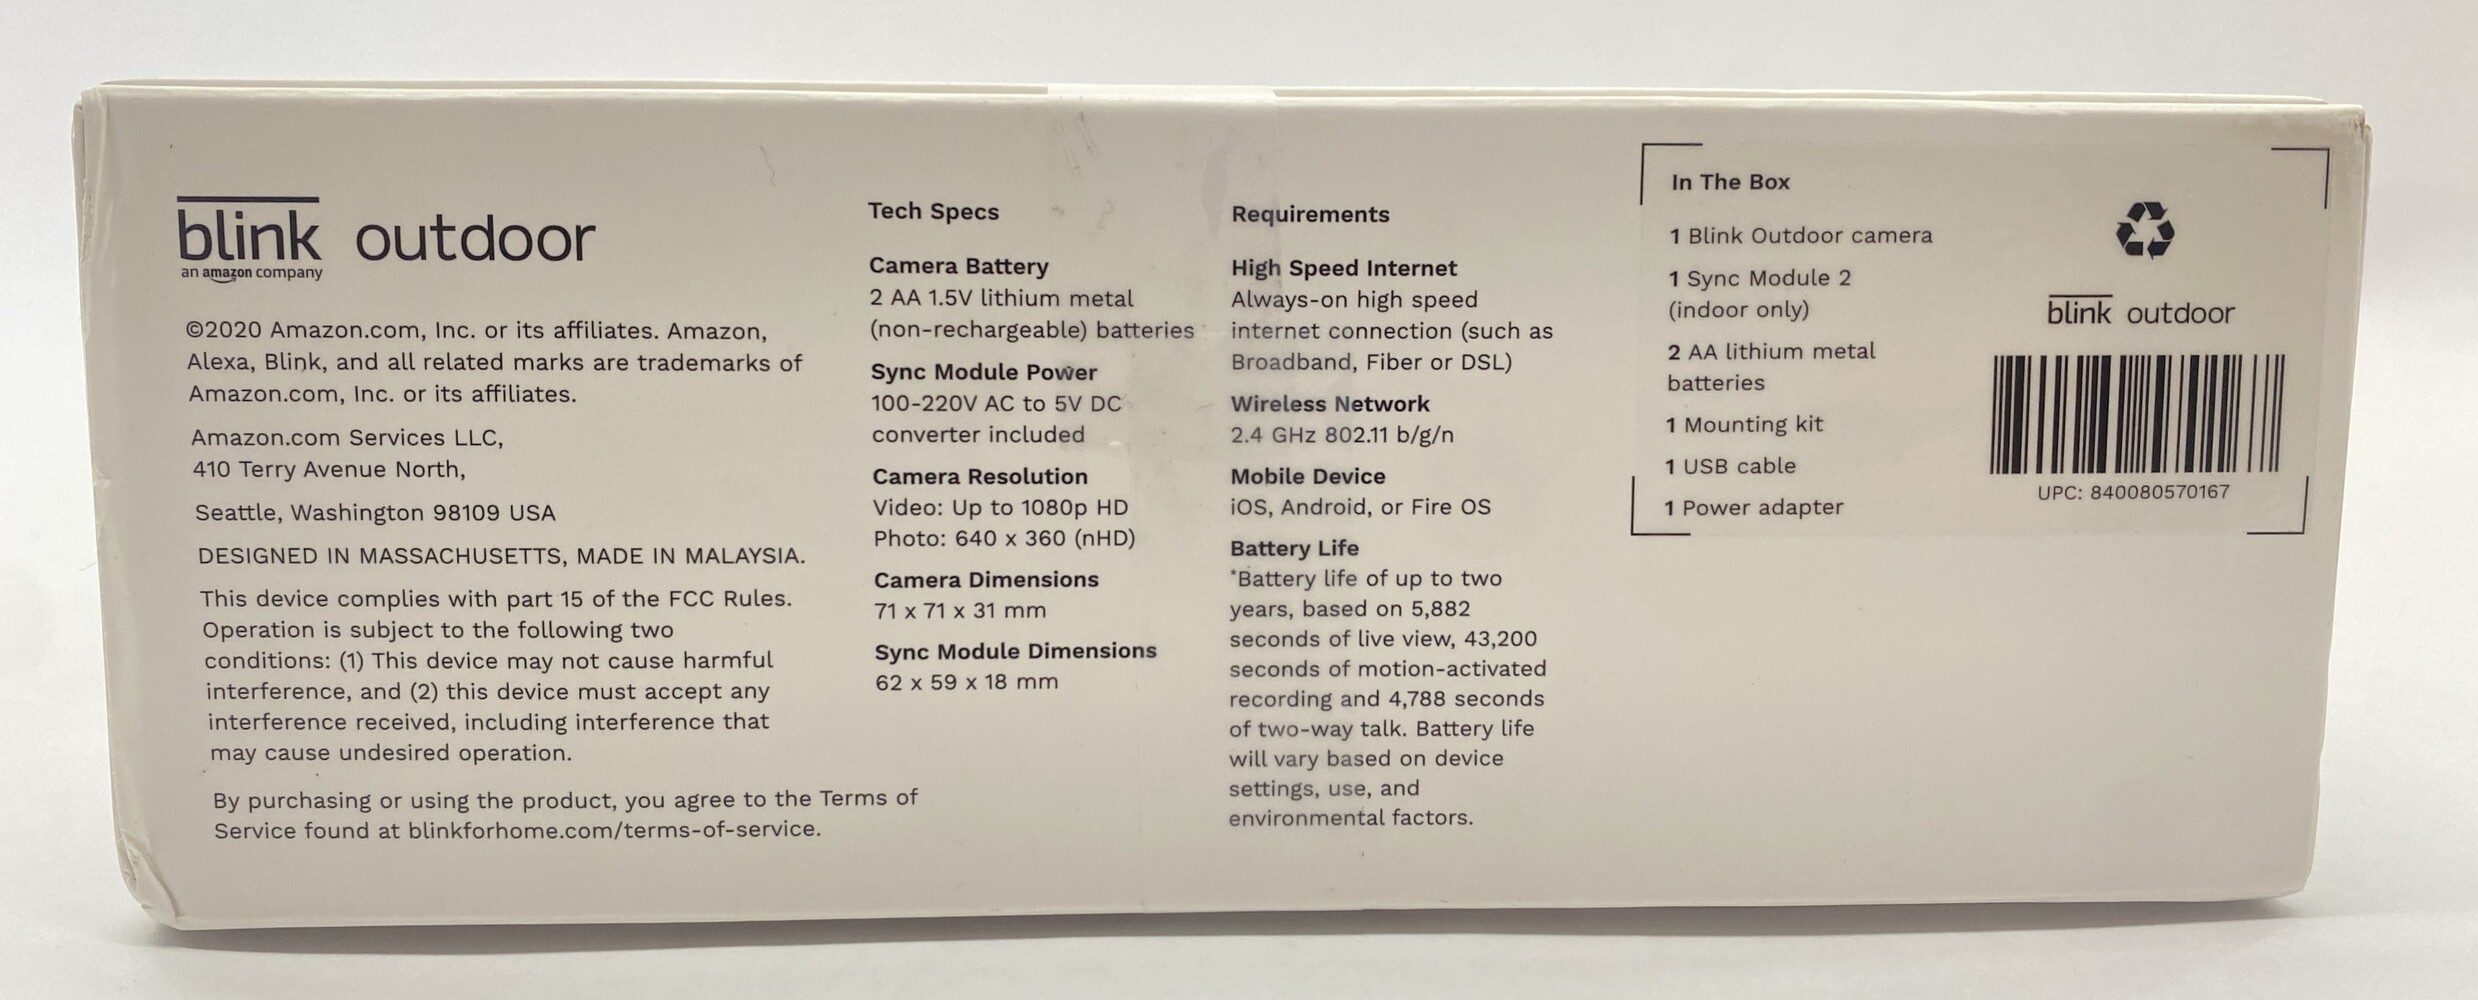 blink outdoor
an amazon company
©2020 Amazon.com, Inc. or its affiliates. Amazon,
Alexa, Blink, and all related marks are trademarks of
Amazon.com, Inc. or its affiliates.
Amazon.com Services LLC,
410 Terry Avenue North,
Seattle, Washington 98109 USA
DESIGNED IN MASSACHUSETTS, MADE IN MALAYSIA.
This device complies with part 15 of the FCC Rules.
Operation is subject to the following two
conditions: (1) This device may not cause harmful
interference, and (2) this device must accept any
interference received, including interference that
may cause undesired operation.
By purchasing or using the product, you agree to the Terms of
Service found at blinkforhome.com/terms-of-service.
Tech Specs
Camera Battery
2 AA 1.5V lithium metal
(non-rechargeable) batteries
Sync Module Power
100-220V AC to 5V DC
converter included
Camera Resolution
Video: Up to 1080p HD
Photo: 640 x 360 (nHD)
Camera Dimensions
71 x 71 x 31 mm
Sync Module Dimensions
62 x 59 x 18 mm
Requirements
High Speed Internet
Always-on high speed
internet connection (such as
Broadband, Fiber or DSL)
Wireless Network
2.4 GHz 802.11 b/g/n
Mobile Device
iOS, Android, or Fire OS
Battery Life
*Battery life of up to two
years, based on 5,882
seconds of live view, 43,200
seconds of motion-activated
recording and 4,788 seconds
of two-way talk. Battery life
will vary based on device
settings, use, and
environmental factors.
In The Box
1 Blink Outdoor camera
1 Sync Module 2
(indoor only)
2 AA lithium metal
batteries
1 Mounting kit
1 USB cable
1 Power adapter
blink outdoor
UPC: 840080570167